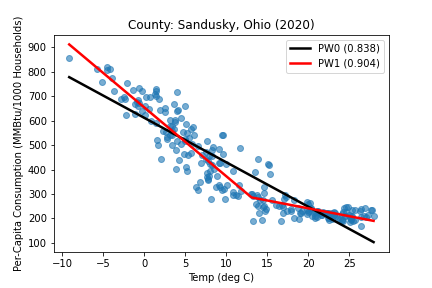 County: Sandusky, Ohio (2020)
Per-Capita Consumption (MMBtu/1000 Households)
900
800
700
600
500
400
300
200
100
PW0 (0.838)
PW1 (0.904)
−10 −5 0 5 10 15 20 25
Temp (deg C)